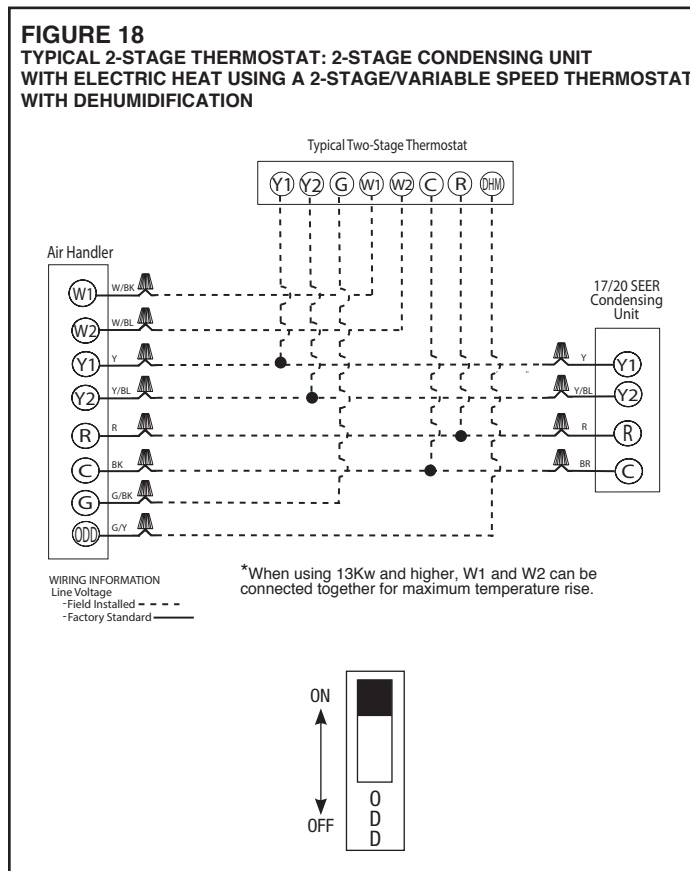 FIGURE 18
TYPICAL 2-STAGE THERMOSTAT: 2-STAGE CONDENSING UNIT
WITH ELECTRIC HEAT USING A 2-STAGE/VARIABLE SPEED THERMOSTAT
WITH DEHUMIDIFICATION
Typical Two-Stage Thermostat
Y1 Y2 G W1 W2 C R DHM
Air Handler
17/20 SEER
Condensing
Unit
W1 W/BK
W2 W/BL
Y1 Y Y Y1
Y2 Y/BL Y/BL Y2
R R R R
C BK BR C
G G/BK
ODD G/Y
WIRING INFORMATION
Line Voltage
-Field Installed
-Factory Standard
*When using 13Kw and higher, W1 and W2 can be
connected together for maximum temperature rise.
ON
OFF
O
D
D